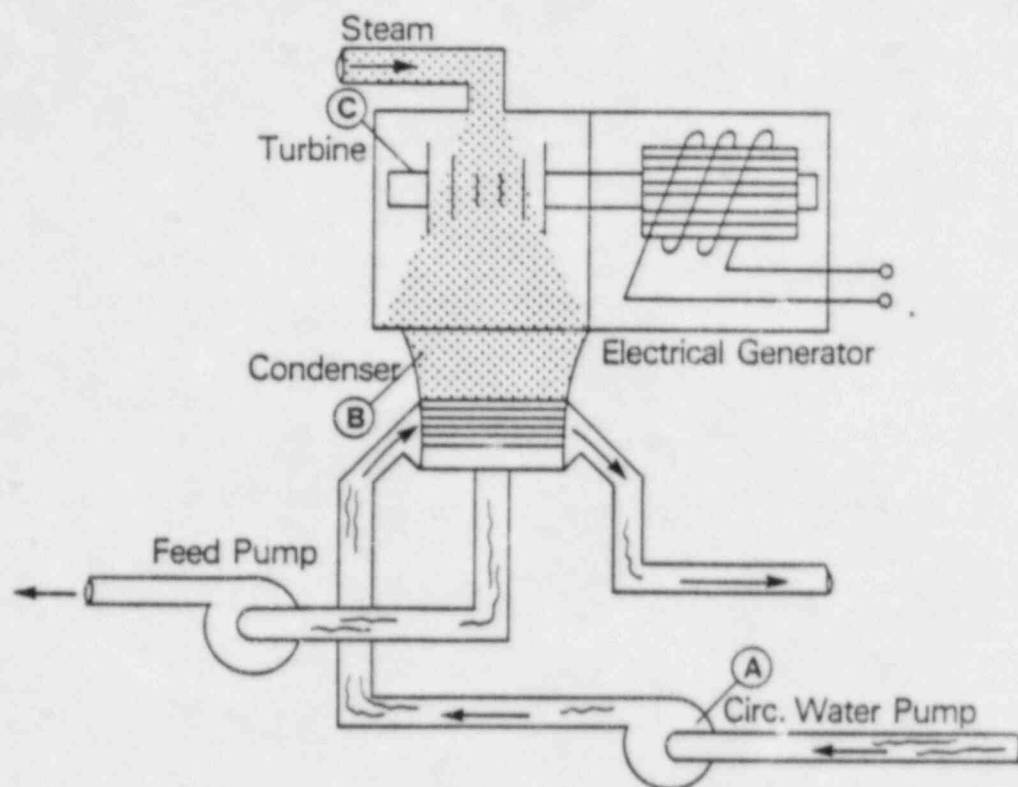 Steam
C
Turbine
Condenser
Electrical Generator
B
Feed Pump
A
Circ. Water Pump